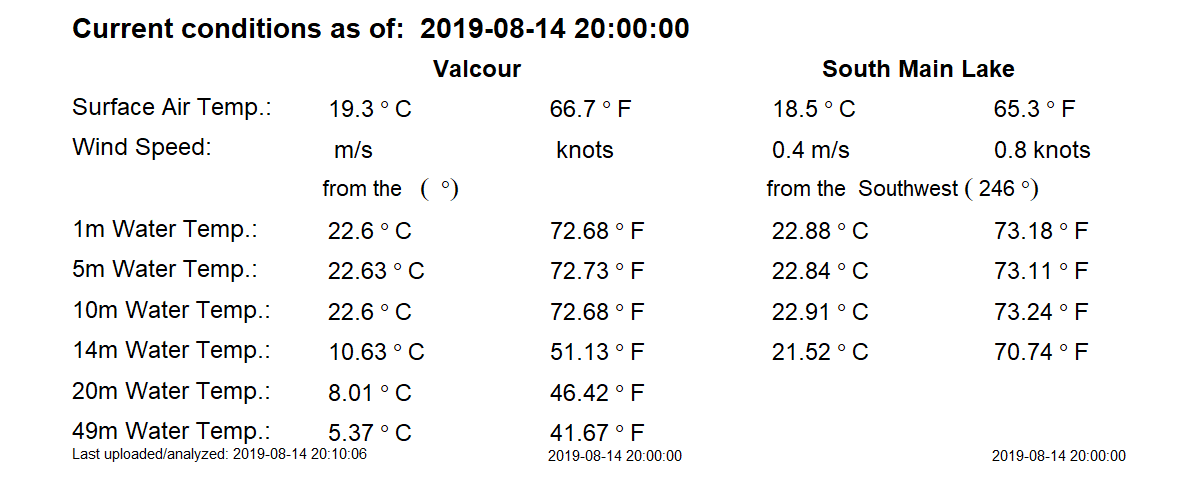 Current conditions as of: 2019-08-14 20:00:00
Valcour South Main Lake
Surface Air Temp.: 19.3 ° C 66.7 ° F 18.5 ° C 65.3 ° F
Wind Speed: m/s knots 0.4 m/s 0.8 knots
from the ( °) from the Southwest ( 246 °)
1m Water Temp.: 22.6 ° C 72.68 ° F 22.88 ° C 73.18 ° F
5m Water Temp.: 22.63 ° C 72.73 ° F 22.84 ° C 73.11 ° F
10m Water Temp.: 22.6 ° C 72.68 ° F 22.91 ° C 73.24 ° F
14m Water Temp.: 10.63 ° C 51.13 ° F 21.52 ° C 70.74 ° F
20m Water Temp.: 8.01 ° C 46.42 ° F
49m Water Temp.: 5.37 ° C 41.67 ° F
Last uploaded/analyzed: 2019-08-14 20:10:06 2019-08-14 20:00:00 2019-08-14 20:00:00